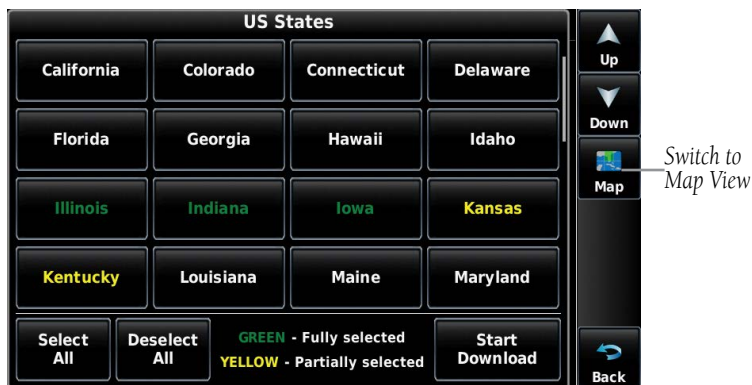 US States
California Colorado Connecticut Delaware
Florida Georgia Hawaii Idaho
Illinois Indiana Iowa Kansas
Kentucky Louisiana Maine Maryland
Select All
Deselect All
GREEN - Fully selected
YELLOW - Partially selected
Start Download
Up
Down
Map
Back
Switch to
Map View